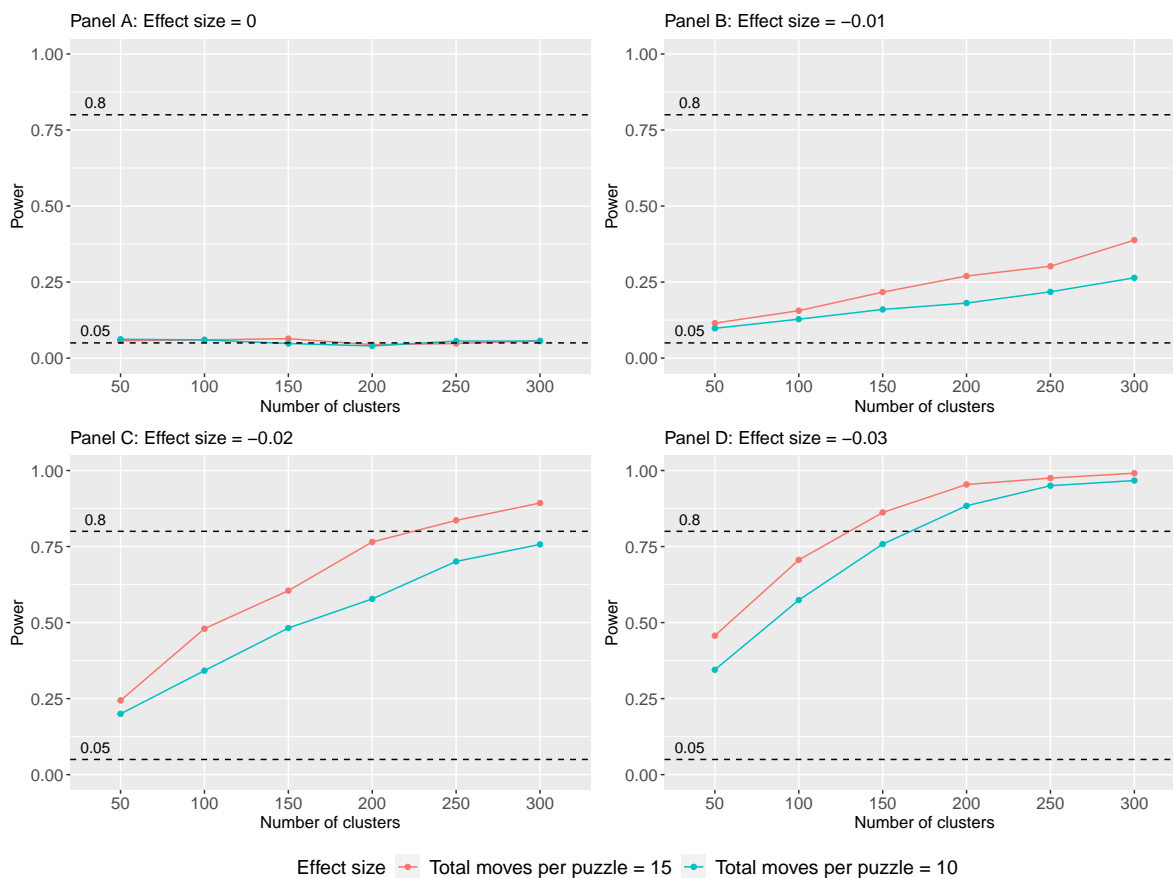 Panel A: Effect size = 0
1.00
0.8
0.75
Power
0.50
0.25
0.05
0.00
50 100 150 200 250 300
Number of clusters
Panel B: Effect size = −0.01
1.00
0.8
0.75
Power
0.50
0.25
0.05
0.00
50 100 150 200 250 300
Number of clusters
Panel C: Effect size = −0.02
1.00
0.8
0.75
Power
0.50
0.25
0.05
0.00
50 100 150 200 250 300
Number of clusters
Panel D: Effect size = −0.03
1.00
0.8
0.75
Power
0.50
0.25
0.05
0.00
50 100 150 200 250 300
Number of clusters
Effect size Total moves per puzzle = 15 Total moves per puzzle = 10